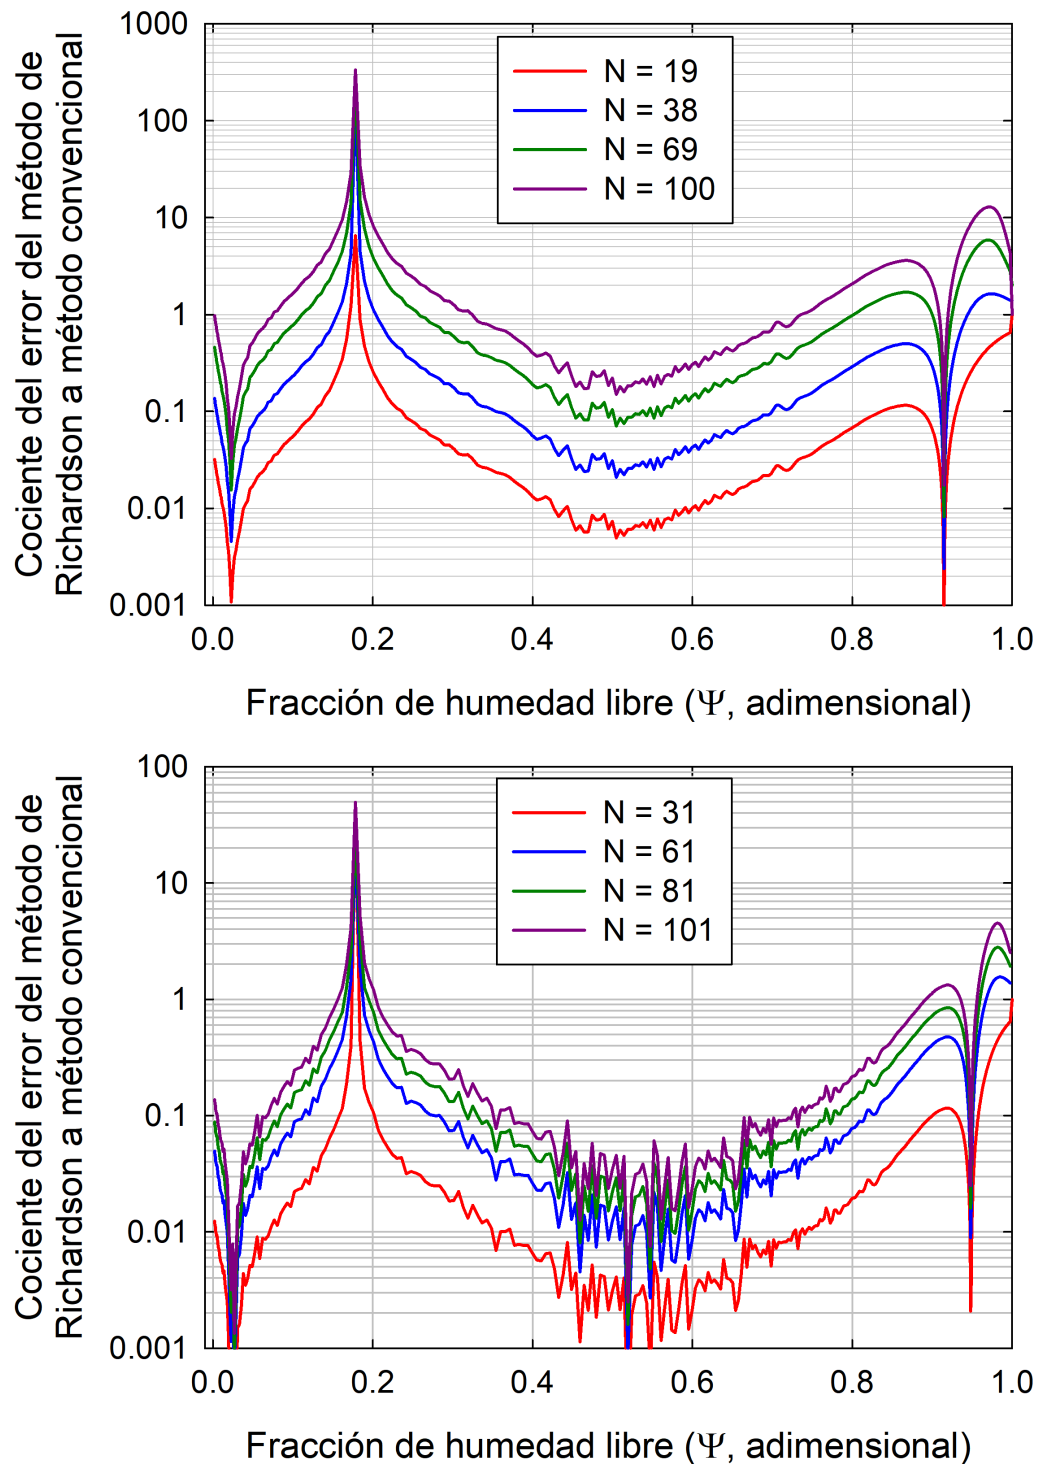 Cociente del error del método de
Richardson a método convencional
1000
100
10
1
0.1
0.01
0.001
N = 19
N = 38
N = 69
N = 100
0.0 0.2 0.4 0.6 0.8 1.0
Fracción de humedad libre (Ψ, adimensional)
Cociente del error del método de
Richardson a método convencional
100
10
1
0.1
0.01
0.001
N = 31
N = 61
N = 81
N = 101
0.0 0.2 0.4 0.6 0.8 1.0
Fracción de humedad libre (Ψ, adimensional)